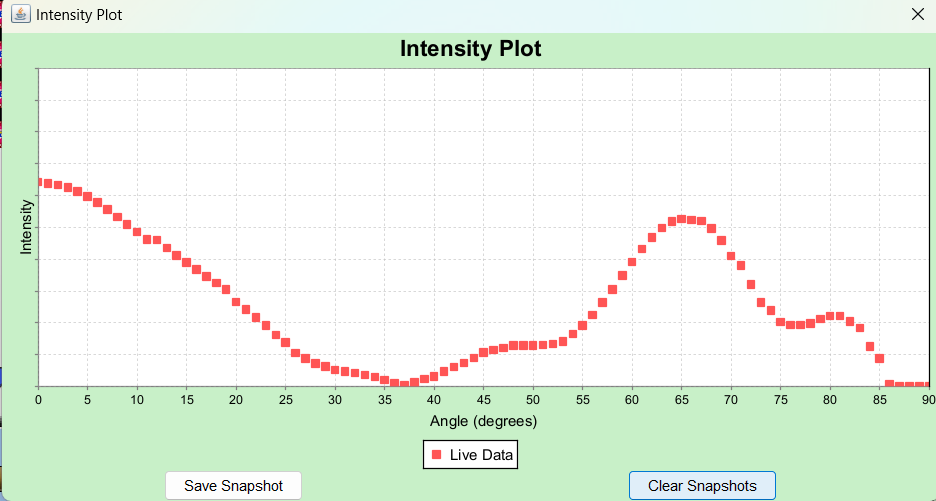 Intensity Plot
Intensity Plot
Intensity
0 5 10 15 20 25 30 35 40 45 50 55 60 65 70 75 80 85 90
Angle (degrees)
Live Data
Save Snapshot Clear Snapshots